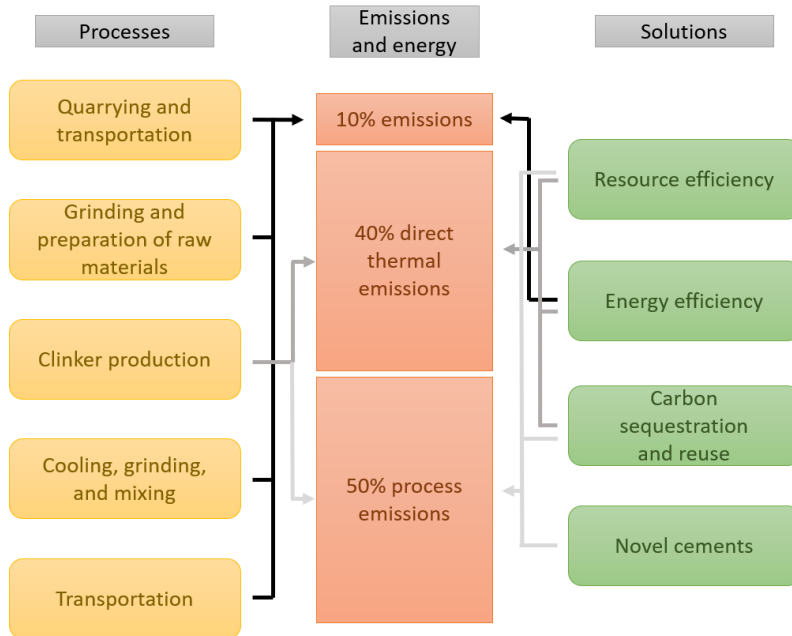 Processes
Emissions
and energy
Solutions
Quarrying and
transportation
Grinding and
preparation of raw
materials
Clinker production
Cooling, grinding,
and mixing
Transportation
10% emissions
40% direct
thermal
emissions
50% process
emissions
Resource efficiency
Energy efficiency
Carbon
sequestration
and reuse
Novel cements